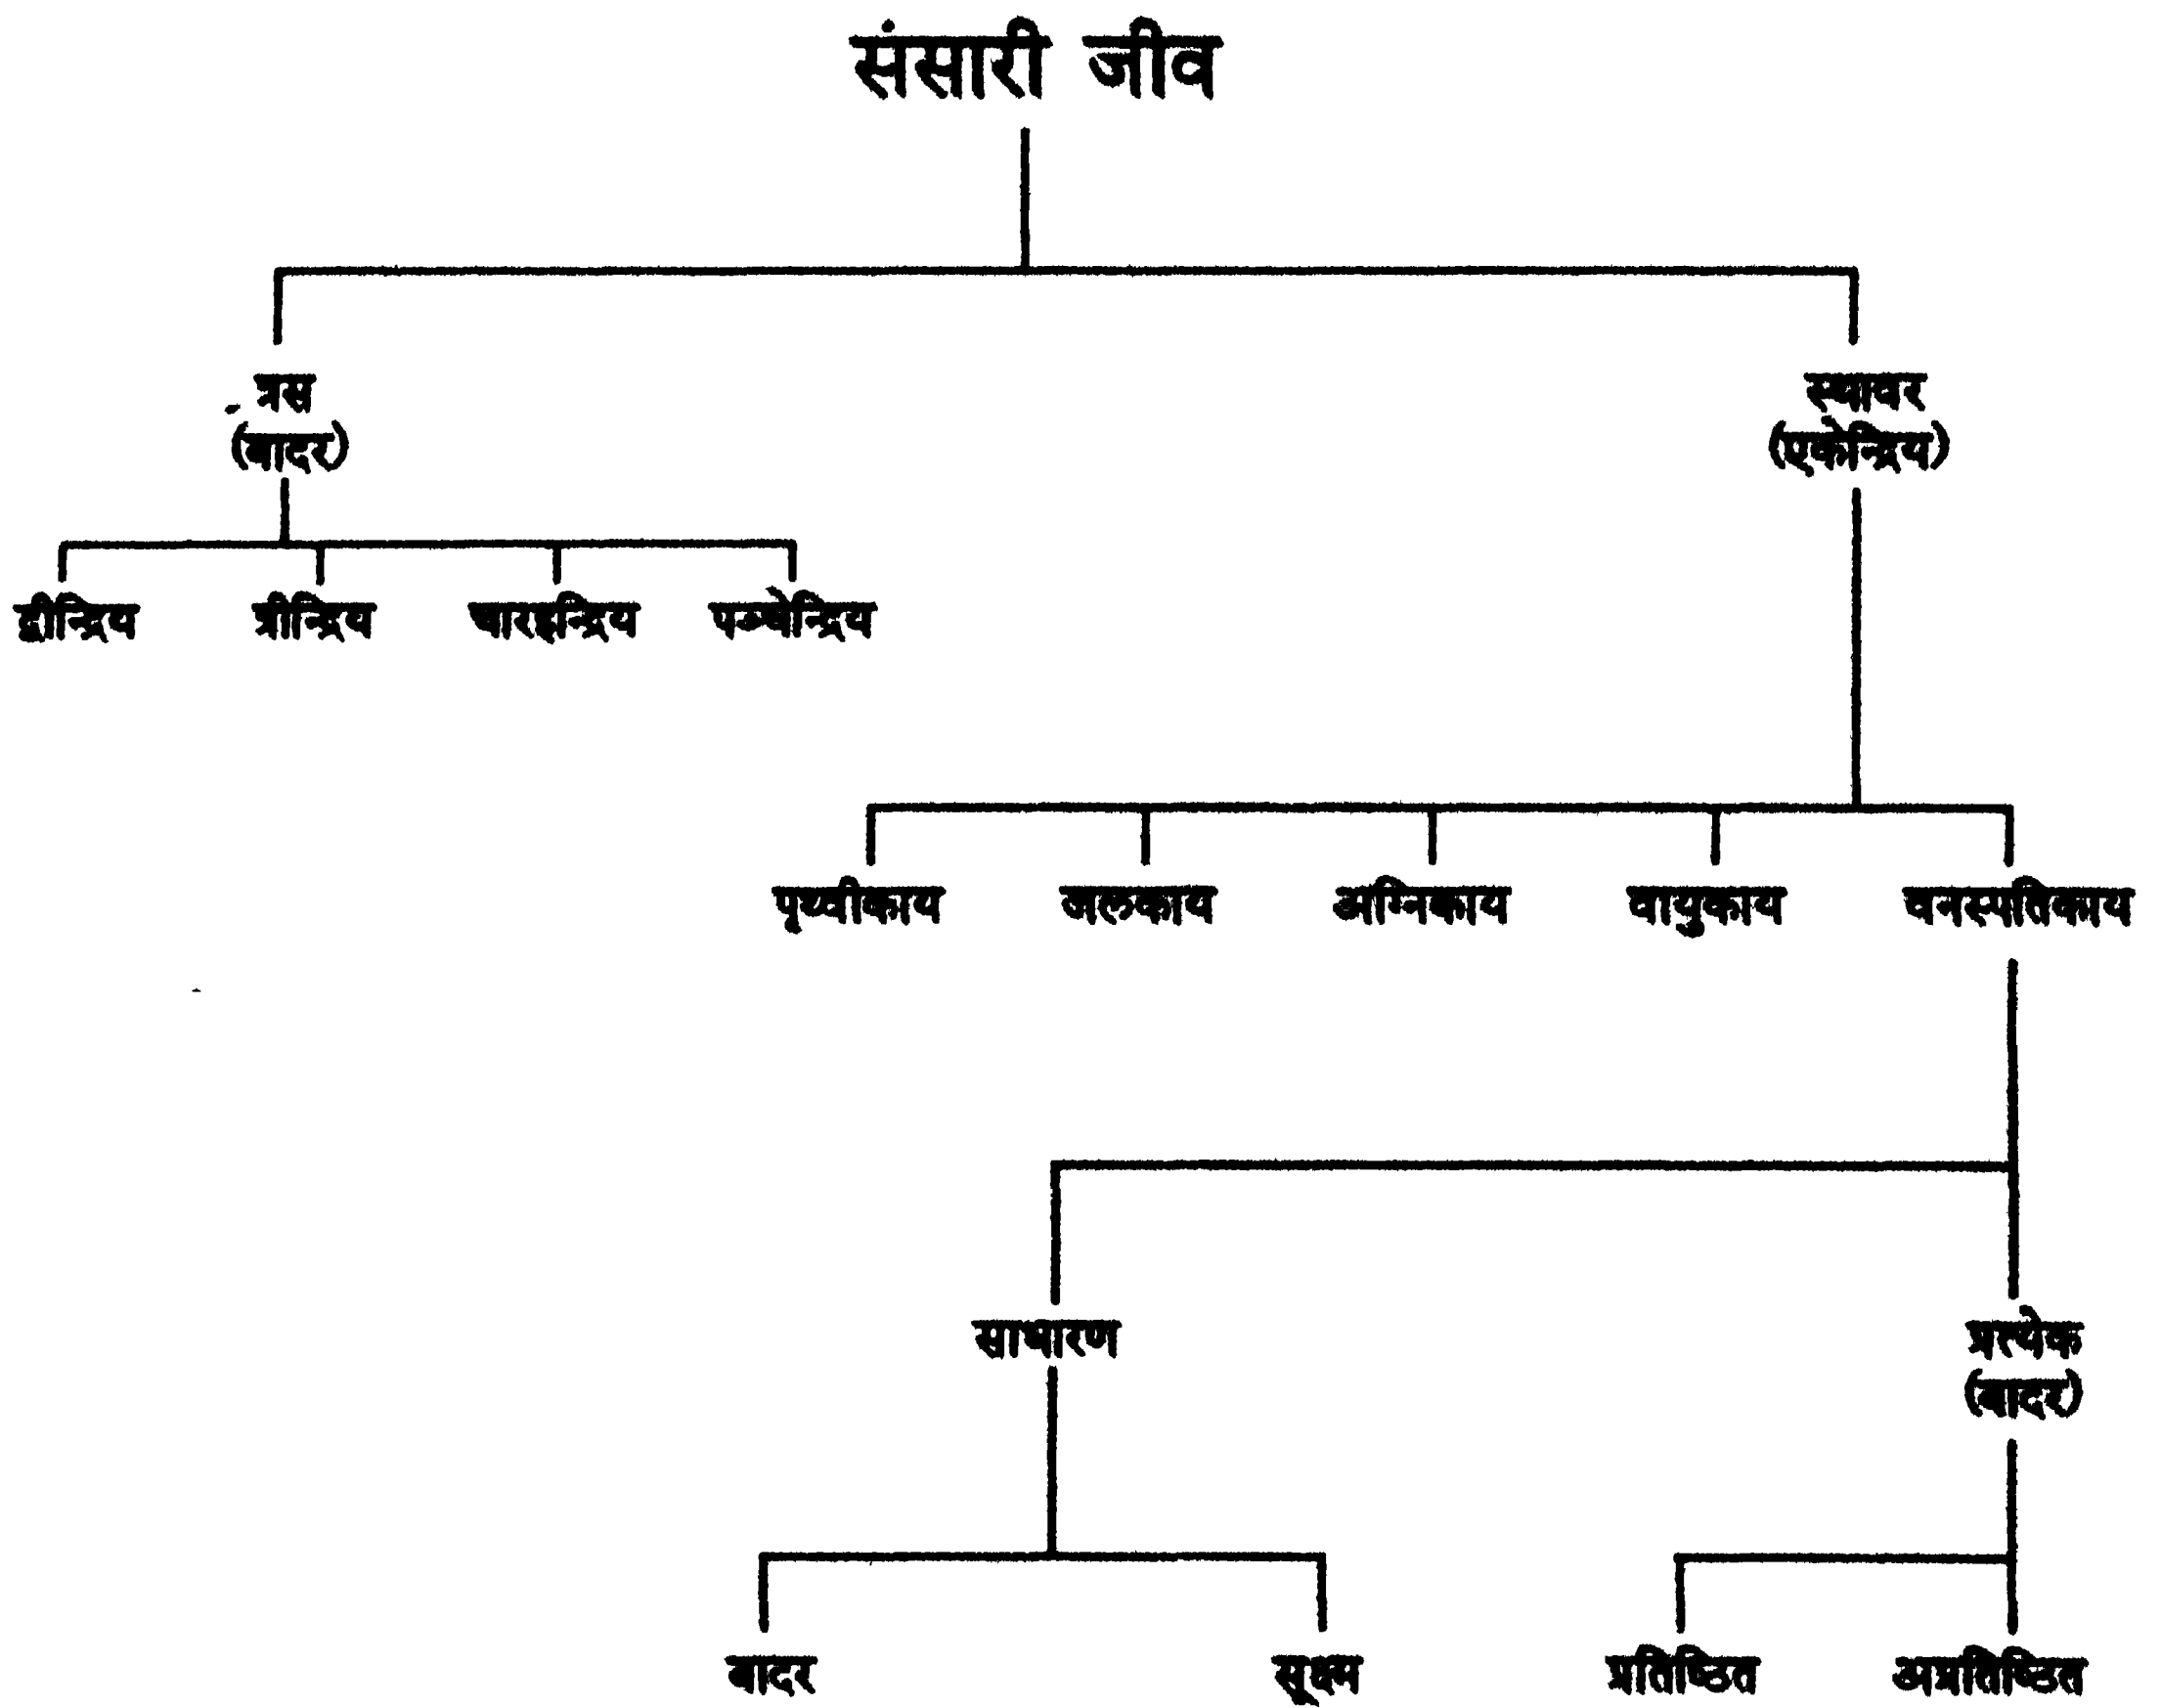 संसारी जीव
त्रस
स्थावर
(बादर)
(एकेन्द्रिय)
द्वीन्द्रिय त्रीन्द्रिय चारइन्द्रिय पञ्चेन्द्रिय
पृथ्वीकाय जलकाय अग्निकाय वायुकाय वनस्पतिकाय
साधारण
प्रत्येक
(बादर)
बादर सूक्ष्म प्रतिष्ठित अप्रतिष्ठित